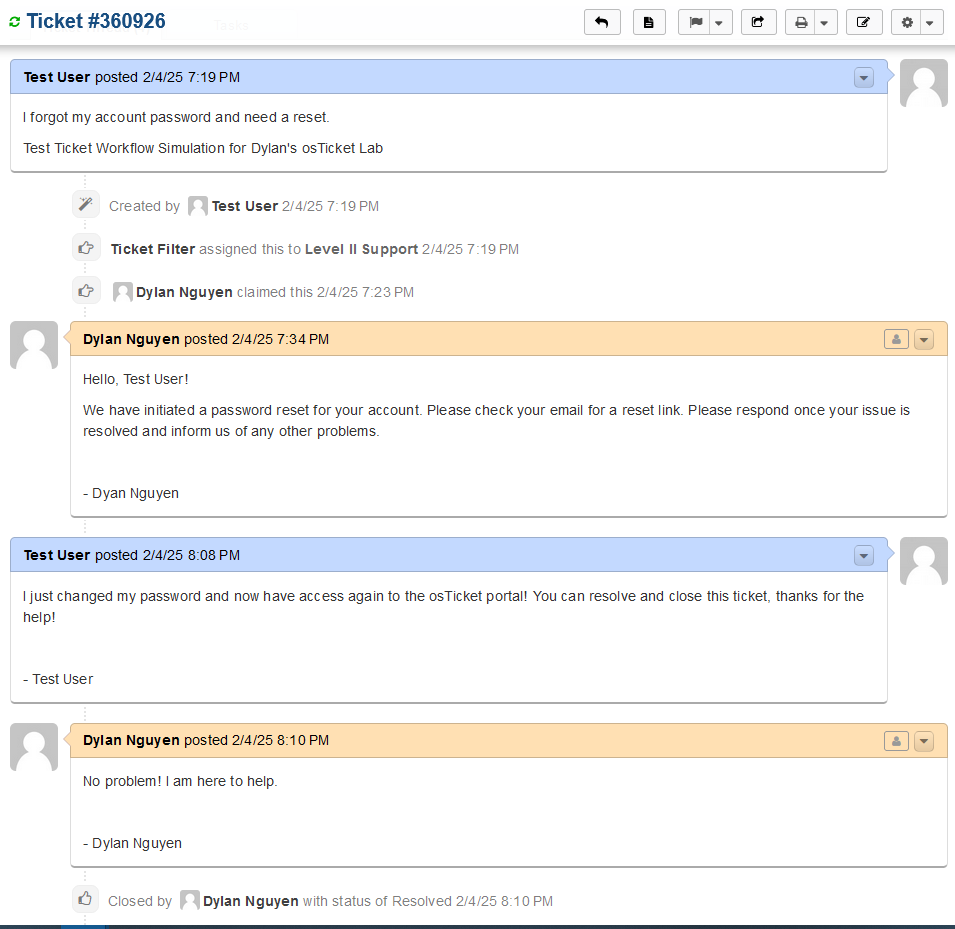 Ticket #360926
Test User posted 2/4/25 7:19 PM
I forgot my account password and need a reset.
Test Ticket Workflow Simulation for Dylan's osTicket Lab
Created by Test User 2/4/25 7:19 PM
Ticket Filter assigned this to Level II Support 2/4/25 7:19 PM
Dylan Nguyen claimed this 2/4/25 7:23 PM
Dylan Nguyen posted 2/4/25 7:34 PM
Hello, Test User!
We have initiated a password reset for your account. Please check your email for a reset link. Please respond once your issue is
resolved and inform us of any other problems.
- Dyan Nguyen
Test User posted 2/4/25 8:08 PM
I just changed my password and now have access again to the osTicket portal! You can resolve and close this ticket, thanks for the
help!
- Test User
Dylan Nguyen posted 2/4/25 8:10 PM
No problem! I am here to help.
- Dylan Nguyen
Closed by Dylan Nguyen with status of Resolved 2/4/25 8:10 PM